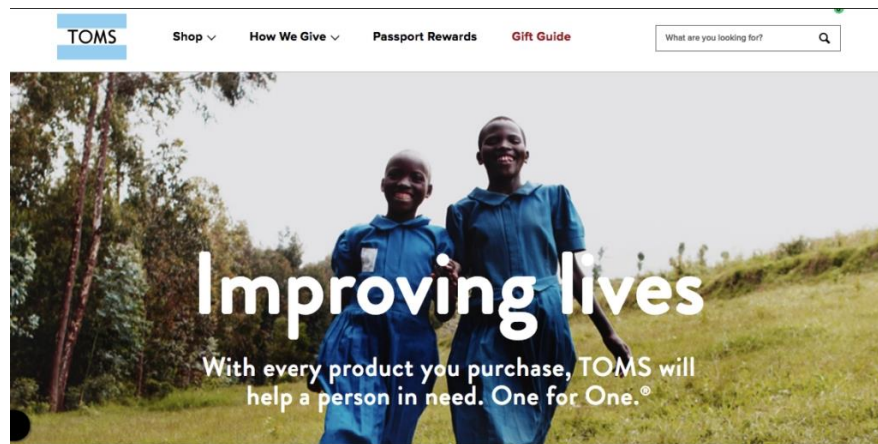 TOMS
Shop
How We Give
Passport Rewards
Gift Guide
What are you looking for?
Improving lives
With every product you purchase, TOMS will
help a person in need. One for One.®